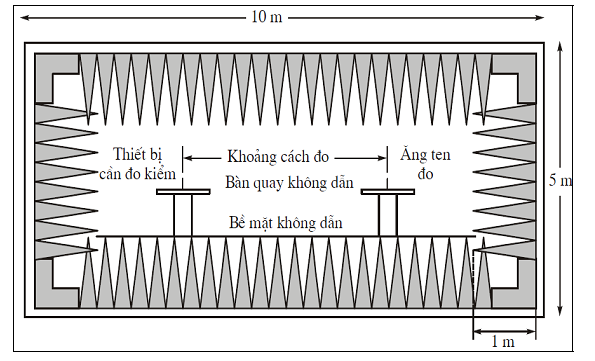 10 m
Thiết bị
cần đo kiểm
Khoảng cách đo
Ăng ten
đo
Bàn quay không dẫn
5 m
Bề mặt không dẫn
1 m